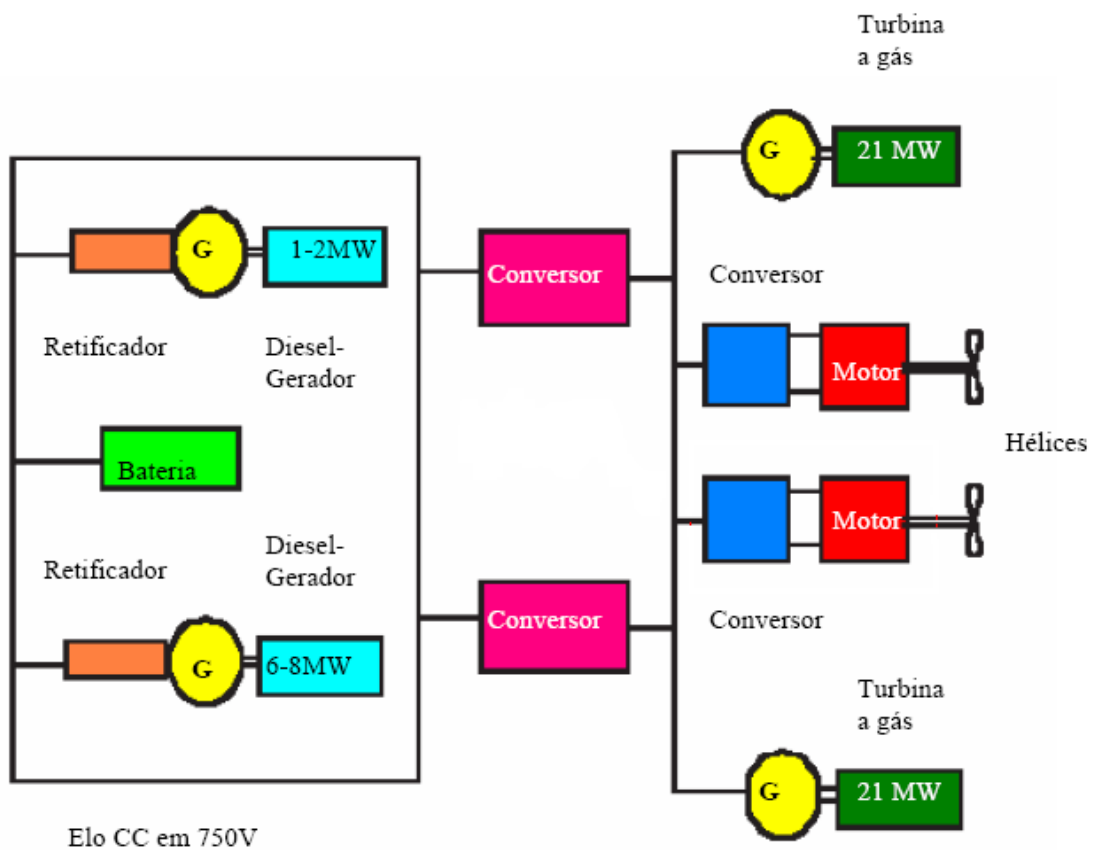 Turbina
a gás
G
21 MW
G
1-2MW
Conversor
Conversor
Retificador
Diesel-
Gerador
Motor
Bateria
Hélices
Motor
Retificador
Diesel-
Gerador
Conversor
Conversor
G
6-8MW
Turbina
a gás
G
21 MW
Elo CC em 750V